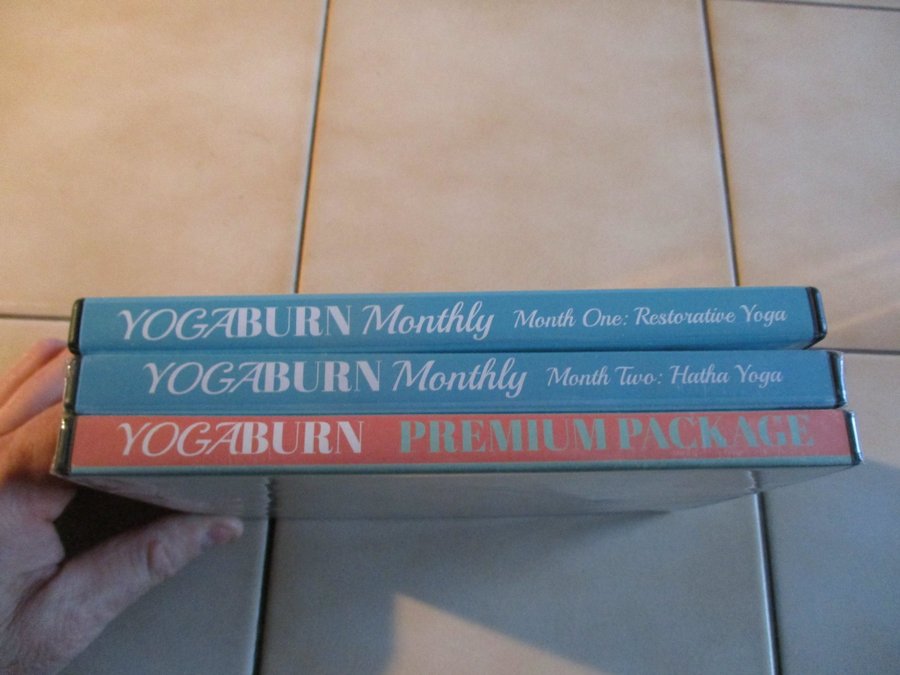 YOGABURN Monthly Month One: Restorative Yoga
YOGABURN Monthly Month Two: Hatha Yoga
YOGABURN PREMIUM PACKAGE